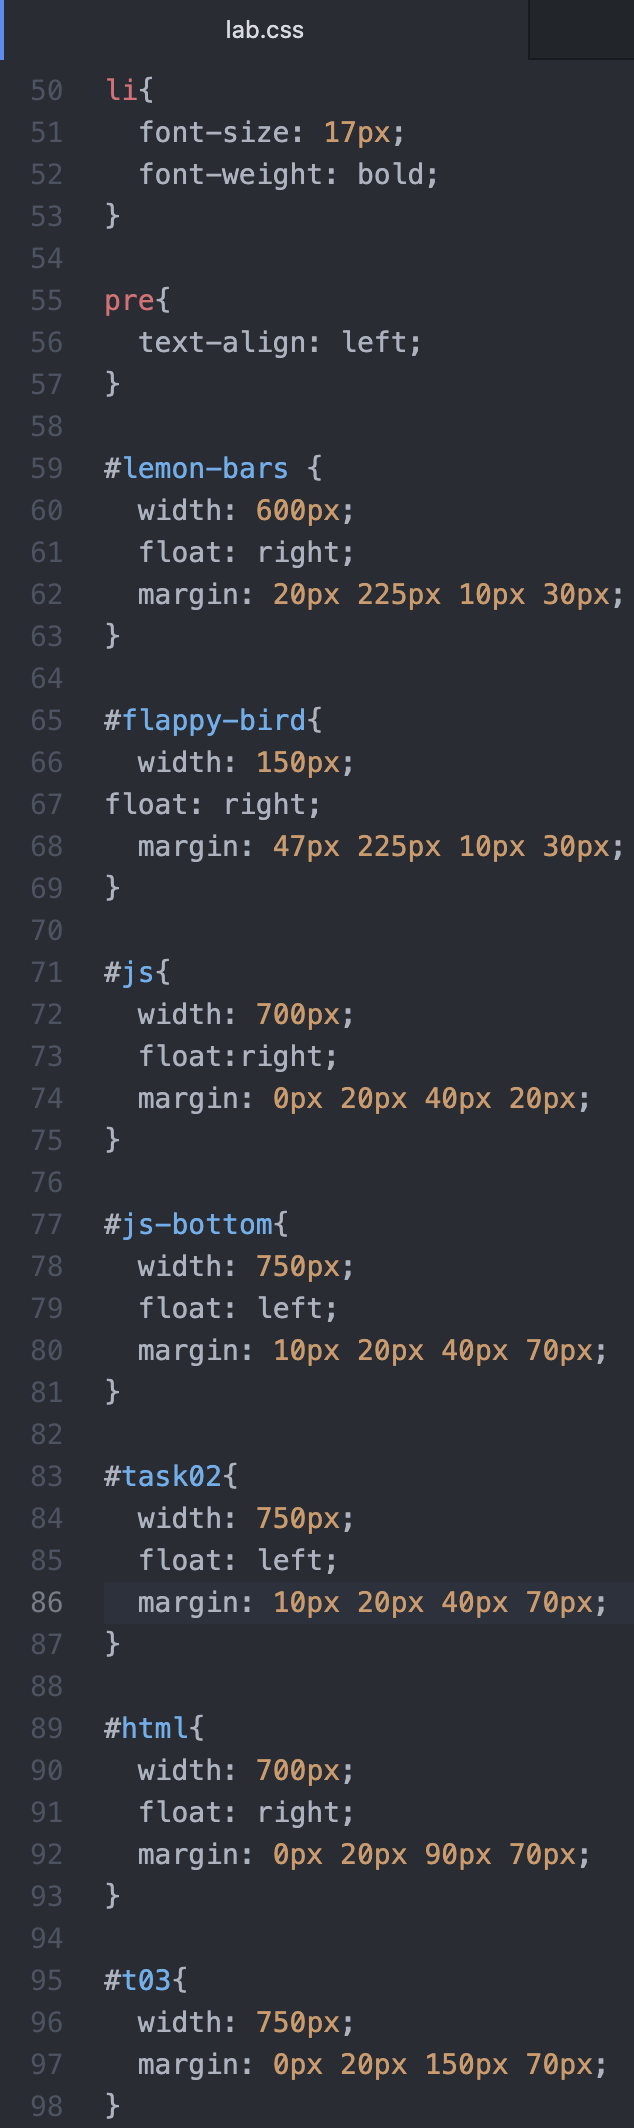 lab.css
50 li{
51   font-size: 17px;
52   font-weight: bold;
53 }
54
55 pre{
56   text-align: left;
57 }
58
59 #lemon-bars {
60   width: 600px;
61   float: right;
62   margin: 20px 225px 10px 30px;
63 }
64
65 #flappy-bird{
66   width: 150px;
67 float: right;
68   margin: 47px 225px 10px 30px;
69 }
70
71 #js{
72   width: 700px;
73   float:right;
74   margin: 0px 20px 40px 20px;
75 }
76
77 #js-bottom{
78   width: 750px;
79   float: left;
80   margin: 10px 20px 40px 70px;
81 }
82
83 #task02{
84   width: 750px;
85   float: left;
86   margin: 10px 20px 40px 70px;
87 }
88
89 #html{
90   width: 700px;
91   float: right;
92   margin: 0px 20px 90px 70px;
93 }
94
95 #t03{
96   width: 750px;
97   margin: 0px 20px 150px 70px;
98 }